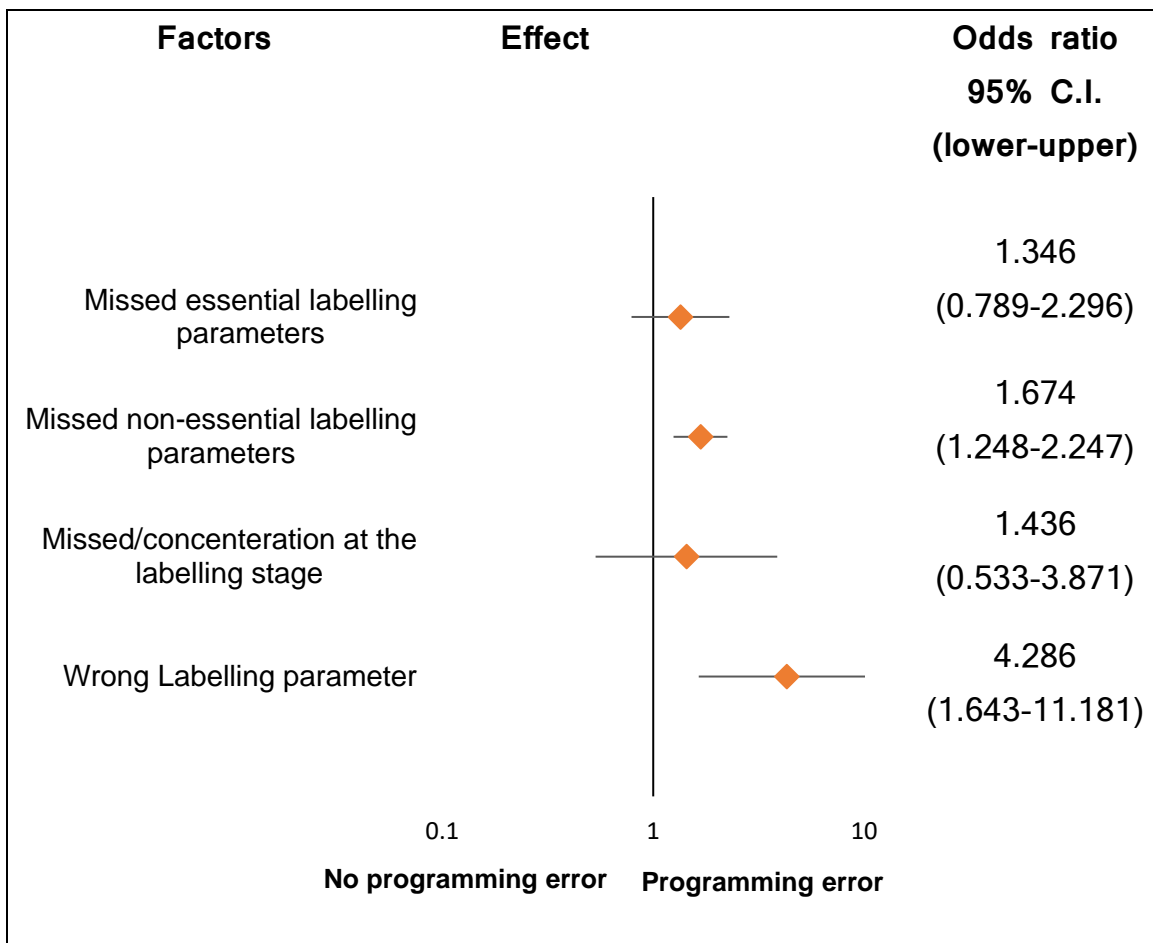 Factors Effect Odds ratio
95% C.I.
(lower-upper)
Missed essential labelling
parameters
1.346
(0.789-2.296)
Missed non-essential labelling
parameters
1.674
(1.248-2.247)
Missed/concenteration at the
labelling stage
1.436
(0.533-3.871)
Wrong Labelling parameter
4.286
(1.643-11.181)
0.1 1 10
No programming error Programming error